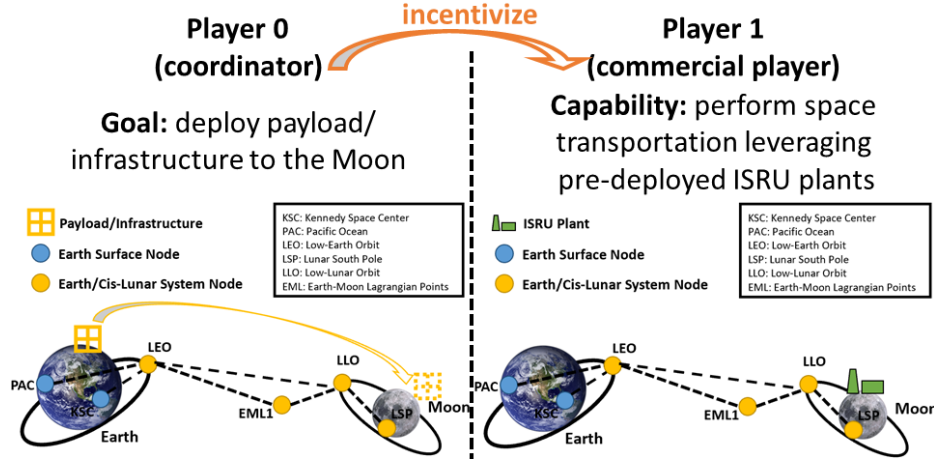 incentivize
Player 0
(coordinator)
Goal: deploy payload/
infrastructure to the Moon
Payload/Infrastructure
Earth Surface Node
Earth/Cis-Lunar System Node
KSC: Kennedy Space Center
PAC: Pacific Ocean
LEO: Low-Earth Orbit
LSP: Lunar South Pole
LLO: Low-Lunar Orbit
EML: Earth-Moon Lagrangian Points
LEO
LLO
PAC
KSC
EML1
LSP
Moon
Earth
Player 1
(commercial player)
Capability: perform space
transportation leveraging
pre-deployed ISRU plants
ISRU Plant
Earth Surface Node
Earth/Cis-Lunar System Node
KSC: Kennedy Space Center
PAC: Pacific Ocean
LEO: Low-Earth Orbit
LSP: Lunar South Pole
LLO: Low-Lunar Orbit
EML: Earth-Moon Lagrangian Points
LEO
LLO
PAC
KSC
EML1
LSP
Moon
Earth